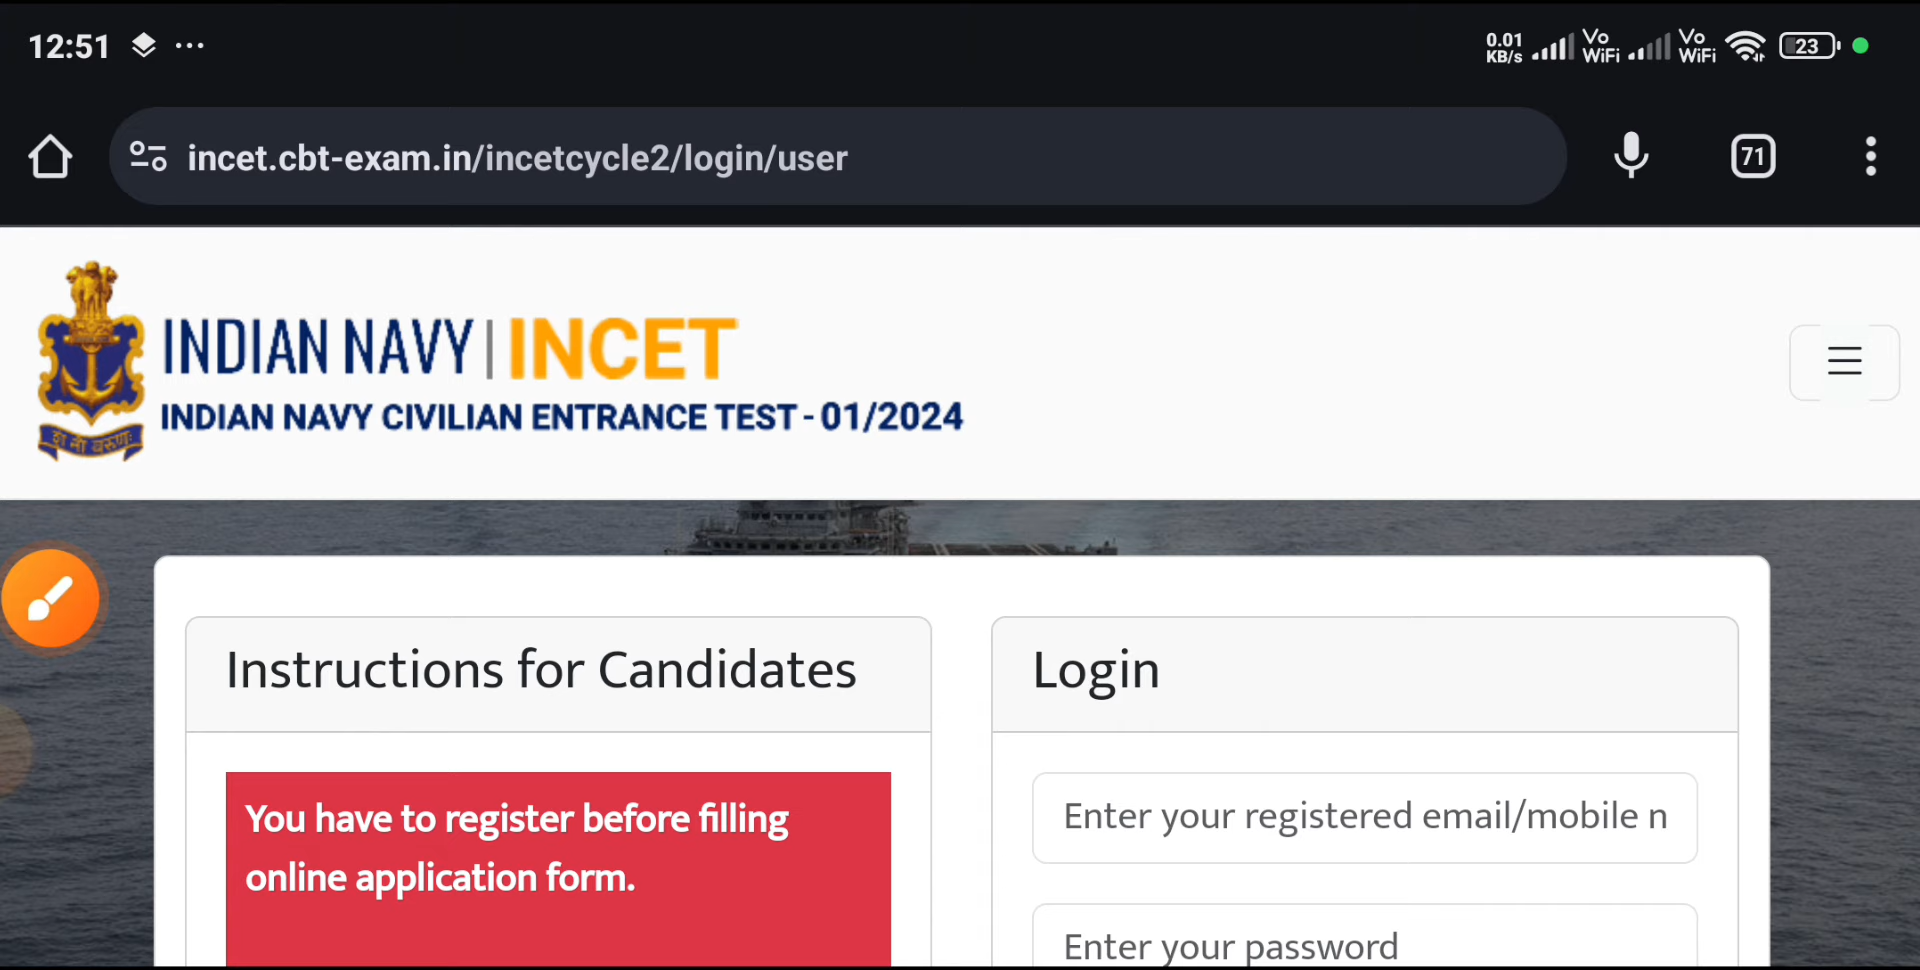 12:51
0.01 KB/s Vo WiFi Vo WiFi 23
incet.cbt-exam.in/incetcycle2/login/user
71
INDIAN NAVY | INCET
INDIAN NAVY CIVILIAN ENTRANCE TEST - 01/2024
शं नो वरुणः
Instructions for Candidates
Login
You have to register before filling
online application form.
Enter your registered email/mobile n
Enter your password